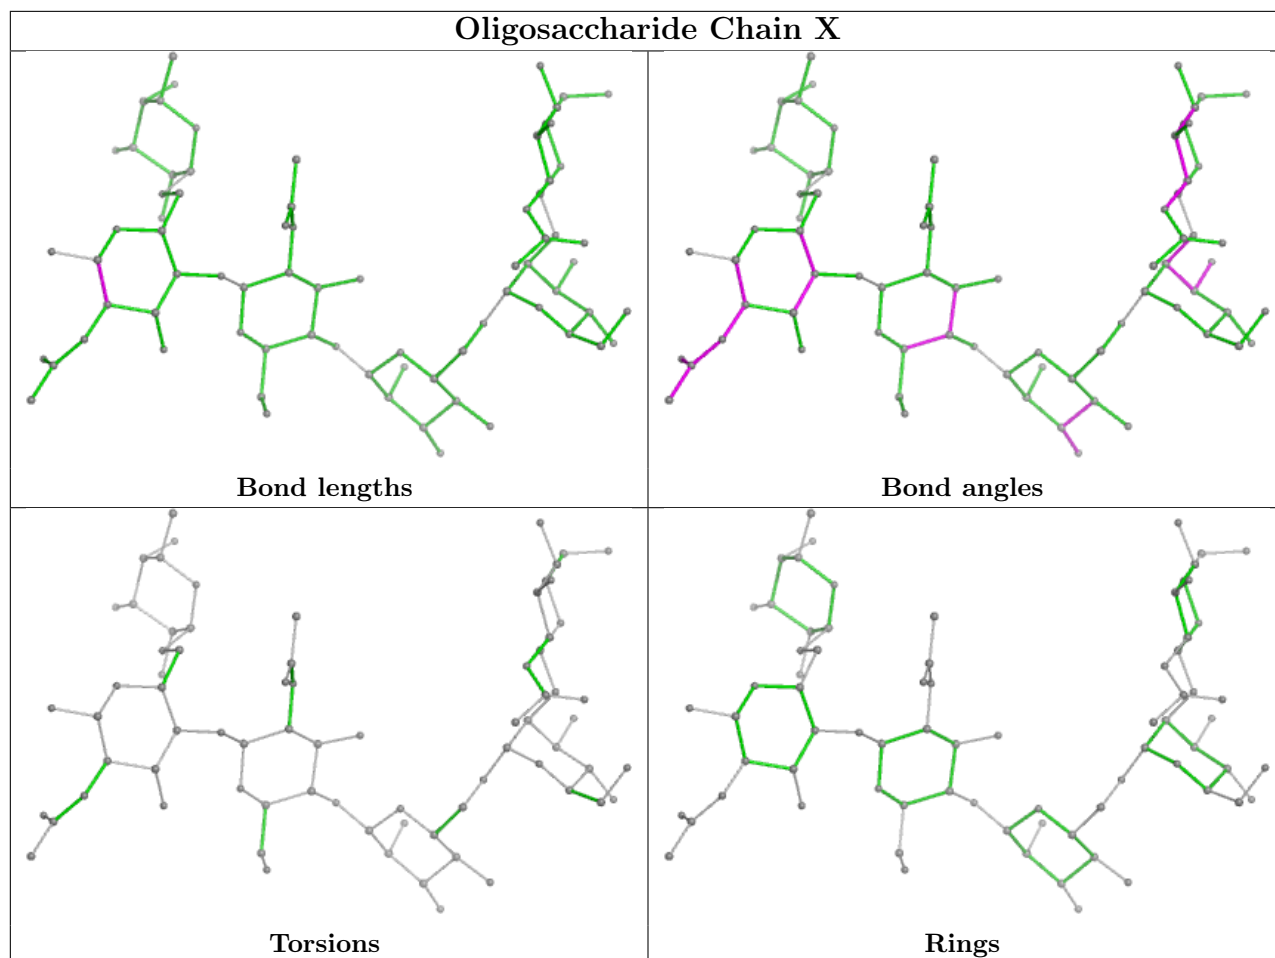 Oligosaccharide Chain X
Bond lengths
Bond angles
Torsions
Rings